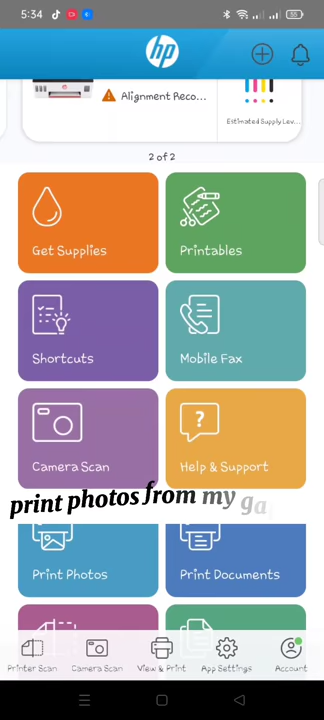 5:34
55
hp
Alignment Reco...
Estimated Supply Lev...
2 of 2
Get Supplies
Printables
Shortcuts
Mobile Fax
Camera Scan
Help & Support
print photos from my ga
Print Photos
Print Documents
Printer Scan
Camera Scan
View & Print
App Settings
Account